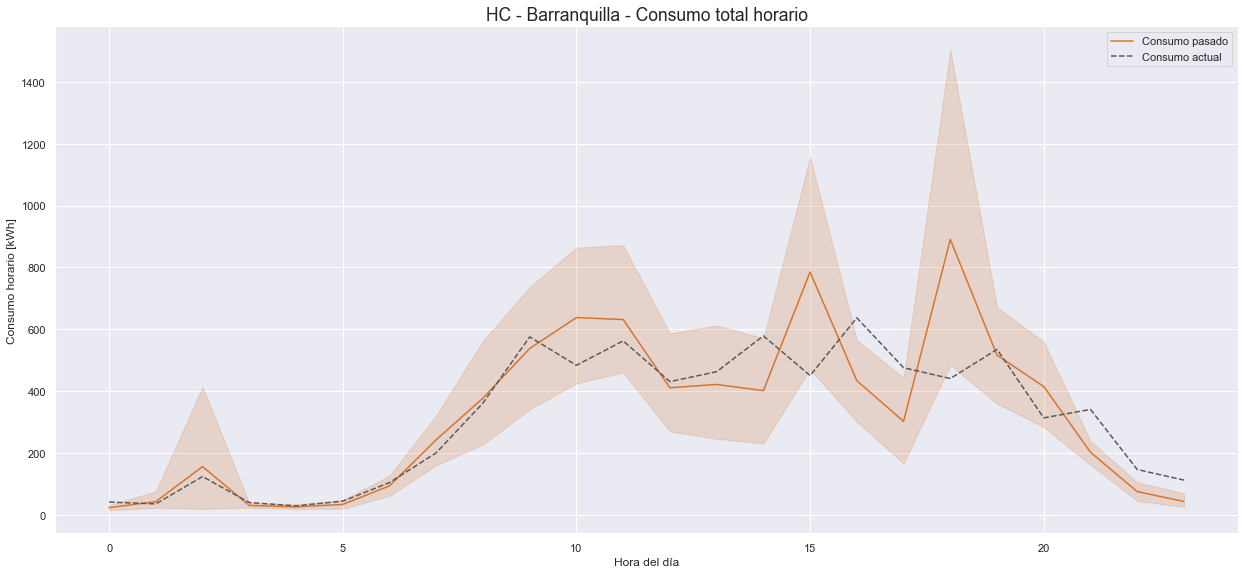 HC - Barranquilla - Consumo total horario
Consumo pasado
Consumo actual
Consumo horario [kWh]
1400
1200
1000
800
600
400
200
0
0 5 10 15 20
Hora del día